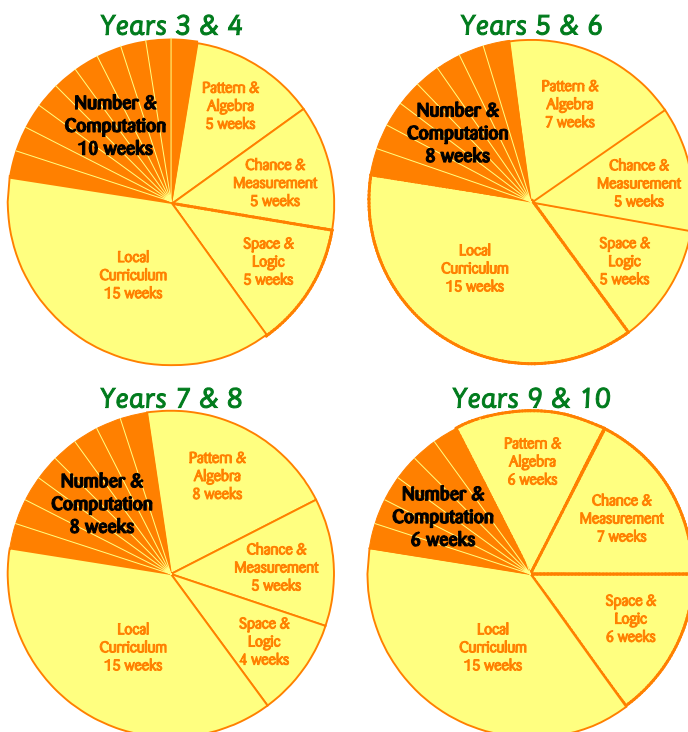 Years 3 & 4
Number &
Computation
10 weeks
Pattern &
Algebra
5 weeks
Chance &
Measurement
5 weeks
Space &
Logic
5 weeks
Local
Curriculum
15 weeks
Years 5 & 6
Number &
Computation
8 weeks
Pattern &
Algebra
7 weeks
Chance &
Measurement
5 weeks
Space &
Logic
5 weeks
Local
Curriculum
15 weeks
Years 7 & 8
Number &
Computation
8 weeks
Pattern &
Algebra
8 weeks
Chance &
Measurement
5 weeks
Space &
Logic
4 weeks
Local
Curriculum
15 weeks
Years 9 & 10
Number &
Computation
6 weeks
Pattern &
Algebra
6 weeks
Chance &
Measurement
7 weeks
Space &
Logic
6 weeks
Local
Curriculum
15 weeks